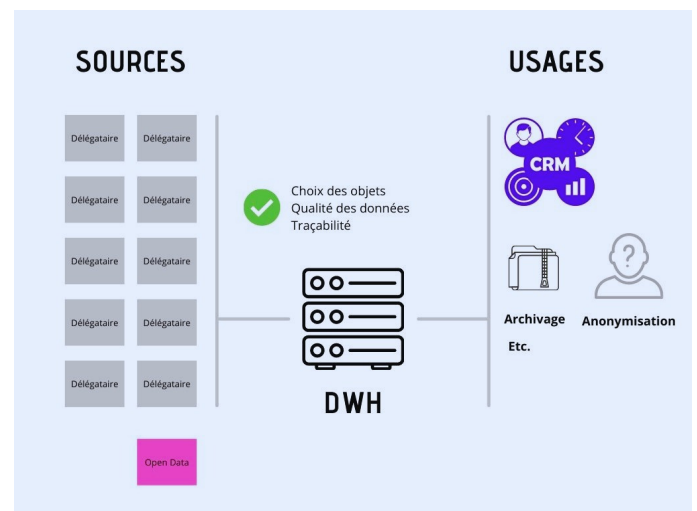 SOURCES
USAGES
Délégataire
Délégataire
Délégataire
Délégataire
Délégataire
Délégataire
Délégataire
Délégataire
Délégataire
Délégataire
Open Data
Choix des objets
Qualité des données
Traçabilité
DWH
CRM
Archivage
Anonymisation
Etc.